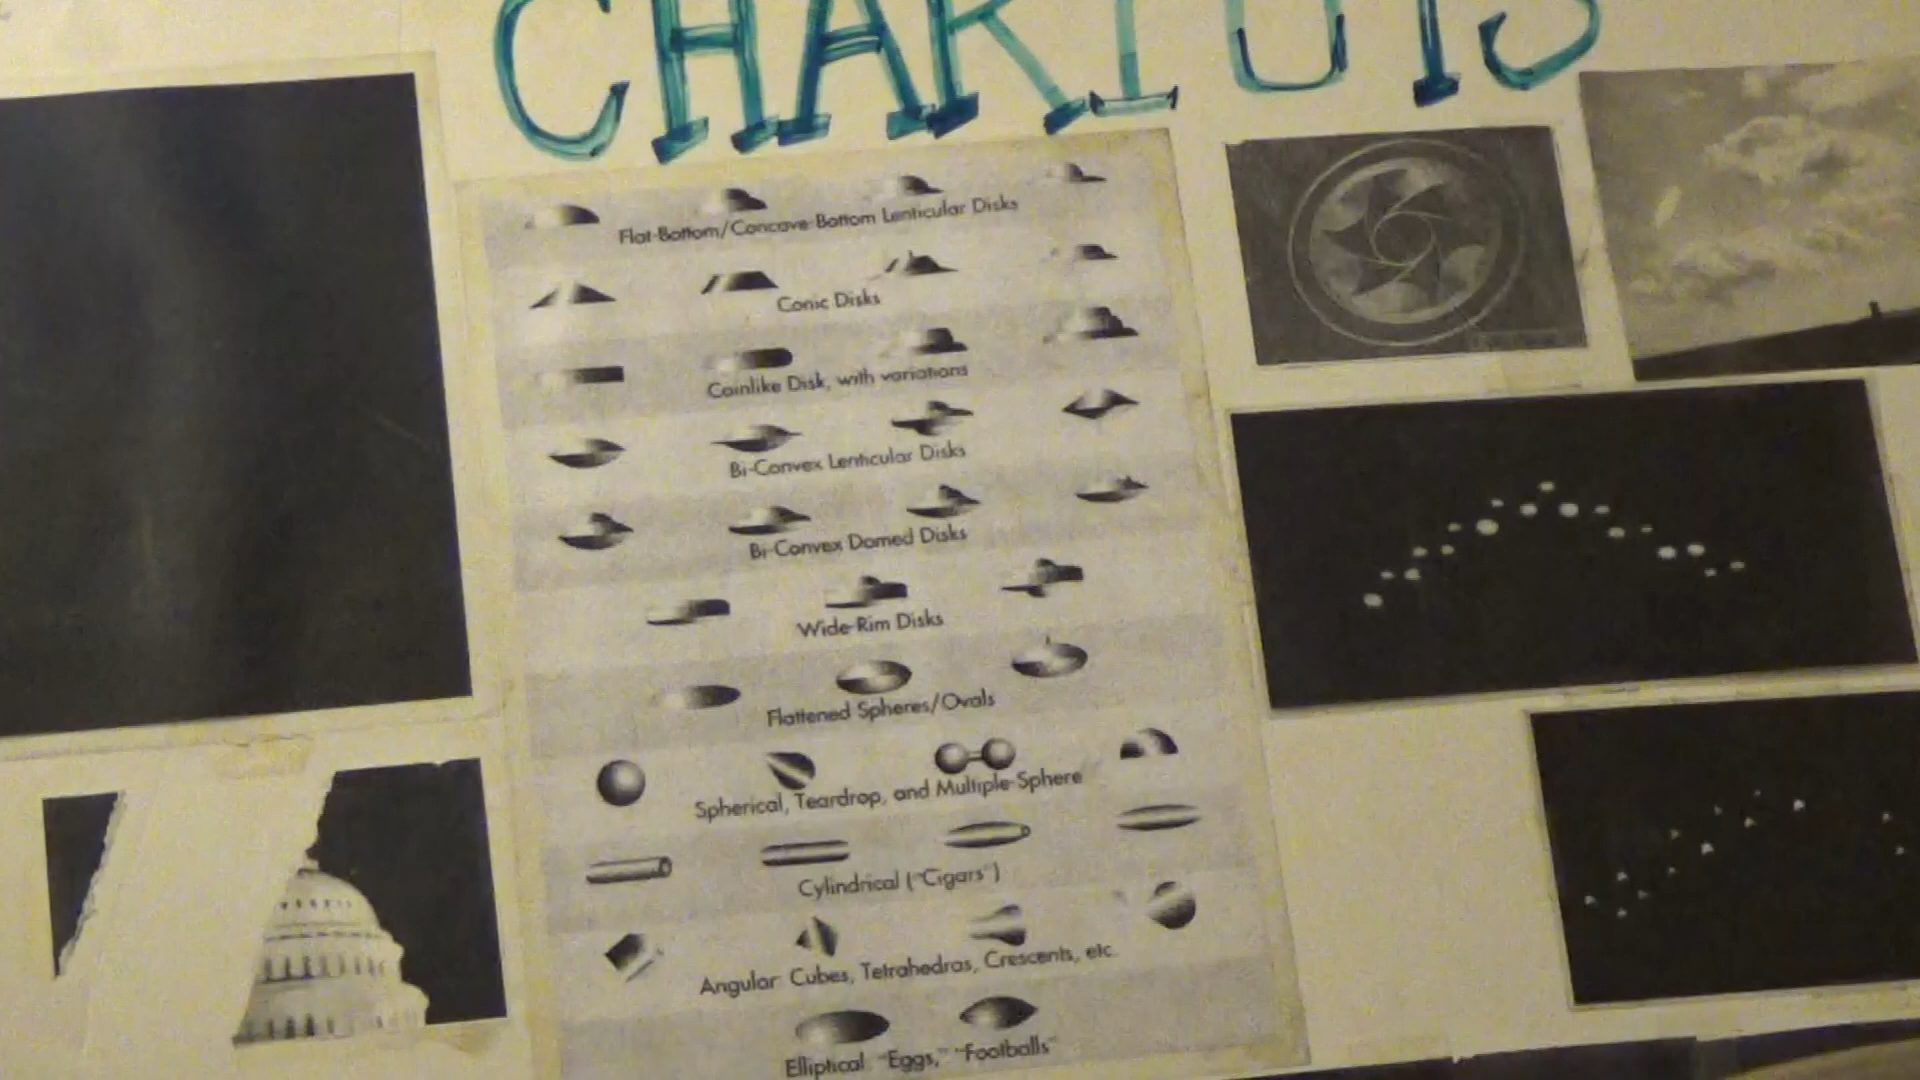 CHARIOTS
Flat-Bottom/Concave-Bottom Lenticular Disks
Conic Disks
Coinlike Disk, with variations
Bi-Convex Lenticular Disks
Bi-Convex Domed Disks
Wide-Rim Disks
Flattened Spheres/Ovals
Spherical, Teardrop, and Multiple-Sphere
Cylindrical ("Cigars")
Angular: Cubes, Tetrahedras, Crescents, etc.
Elliptical: "Eggs," "Footballs"